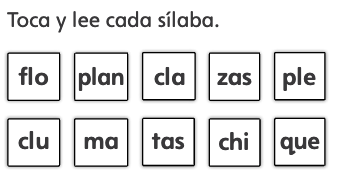 Toca y lee cada sílaba.
flo plan cla zas ple
clu ma tas chi que